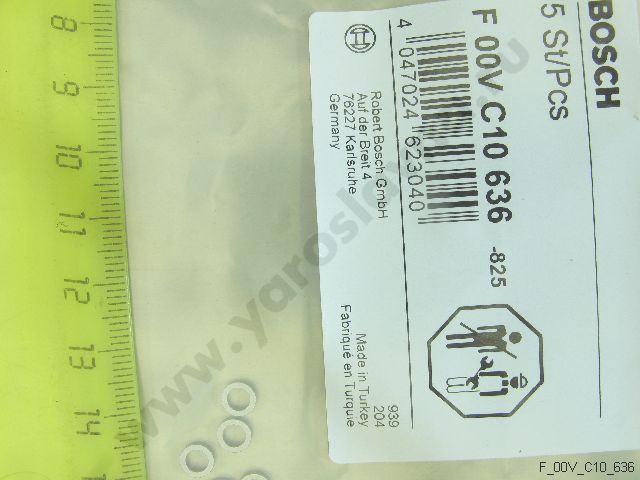 BOSCH
5 St/Pcs
F 00V C10 636 -825
4 047024 623040
Robert Bosch GmbH
Auf der Breit 4
76227 Karlsruhe
Germany
939
204
Made in Turkey
Fabriqué en Turquie
8
9
10
11
12
13
14
F_00V_C10_636